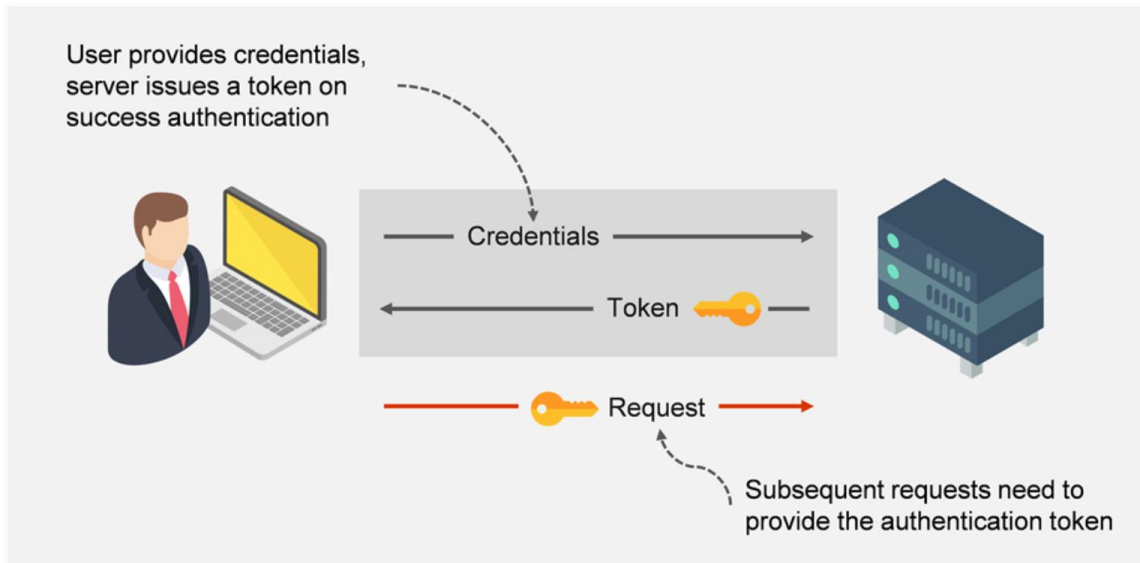 User provides credentials,
server issues a token on
success authentication
Credentials
Token
Request
Subsequent requests need to
provide the authentication token